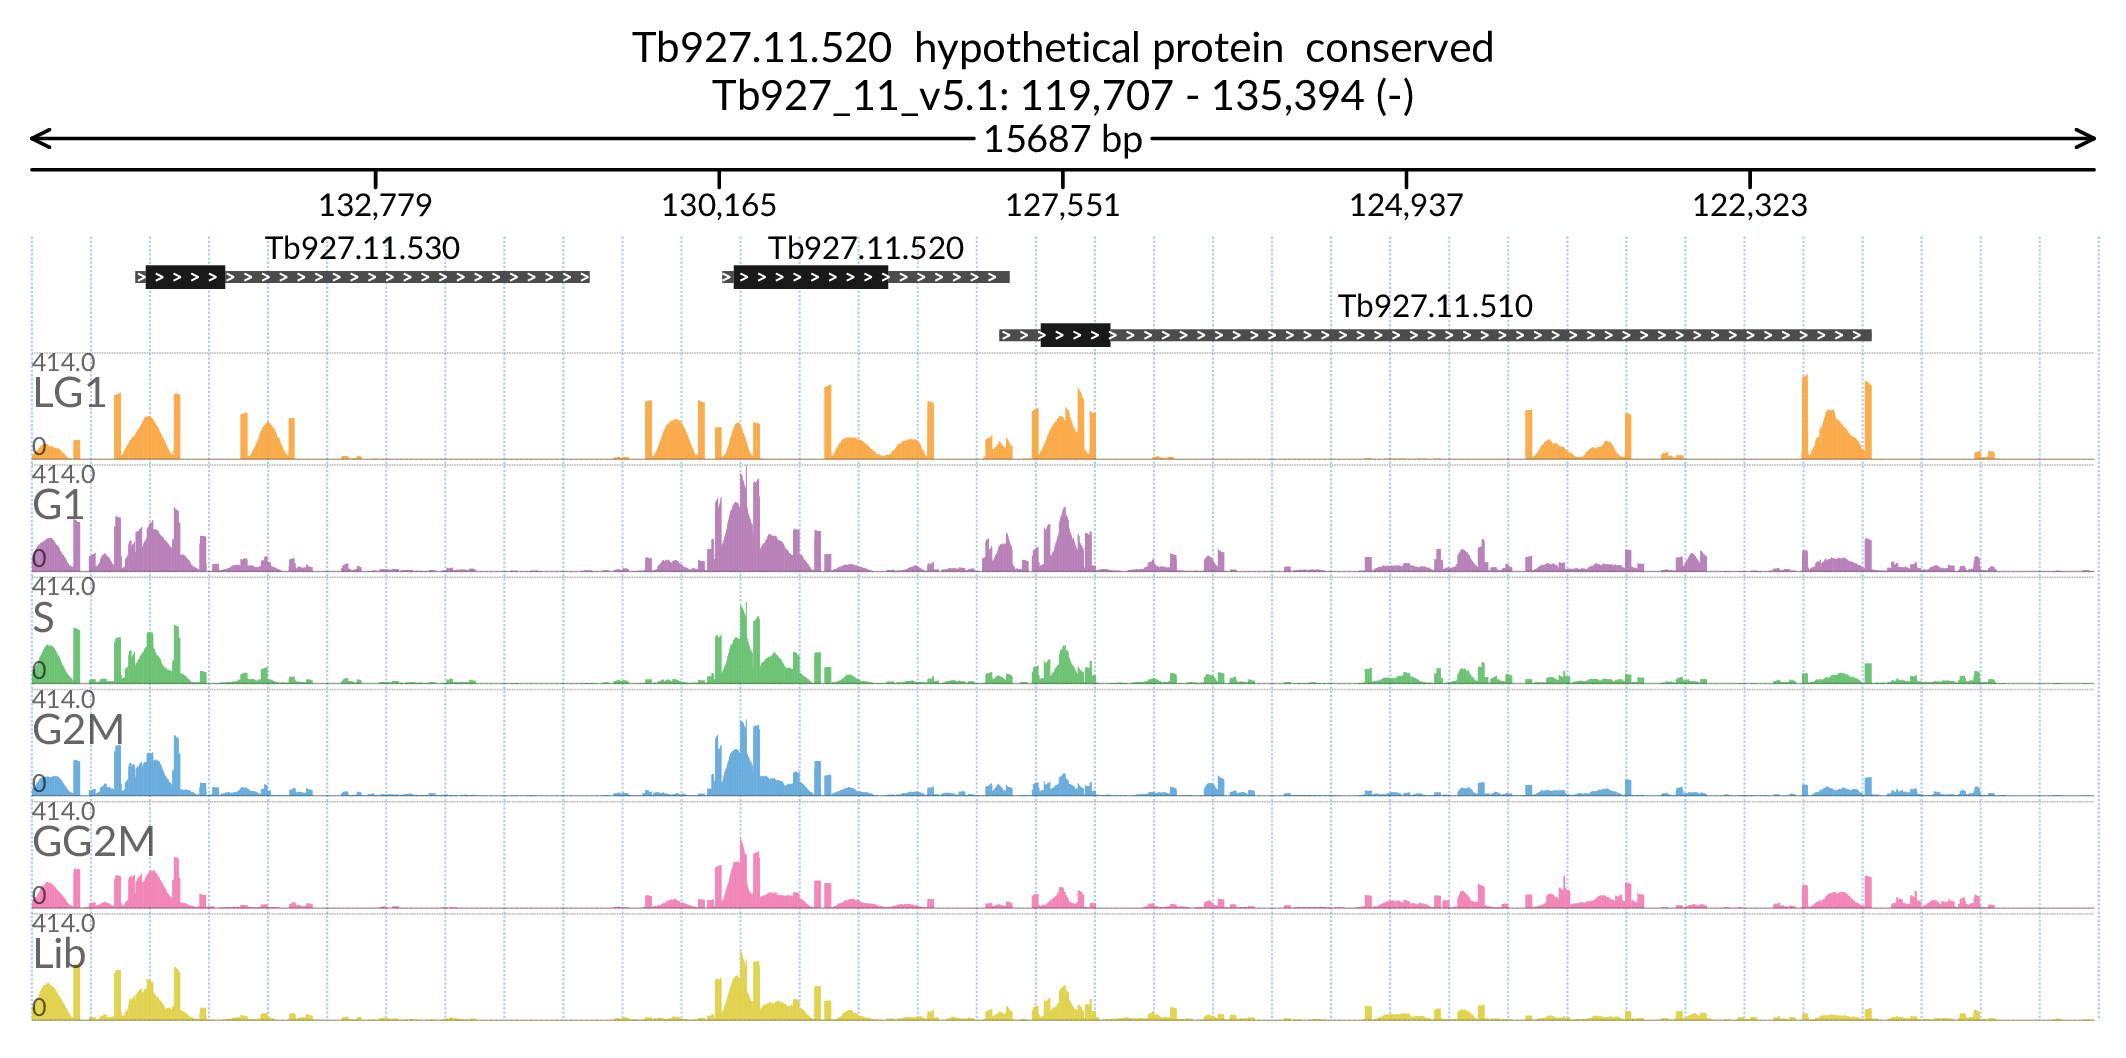 Tb927.11.520 hypothetical protein conserved
Tb927_11_v5.1: 119,707 - 135,394 (-)
15687 bp
132,779 130,165 127,551 124,937 122,323
Tb927.11.530 Tb927.11.520
Tb927.11.510
414.0
LG1
0
414.0
G1
0
414.0
S
0
414.0
G2M
0
414.0
GG2M
0
414.0
Lib
0